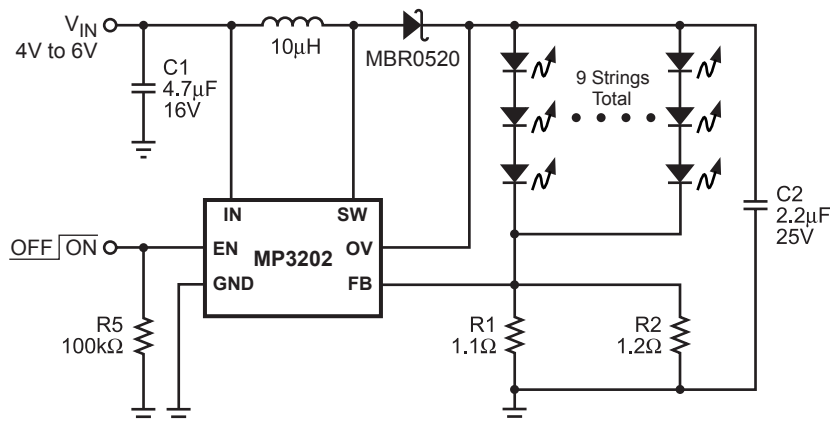 VIN
4V to 6V
C1
4.7μF
16V
10μH
MBR0520
9 Strings
Total
C2
2.2μF
25V
IN
SW
EN
MP3202
OV
GND
FB
OFF ON
R5
100kΩ
R1
1.1Ω
R2
1.2Ω